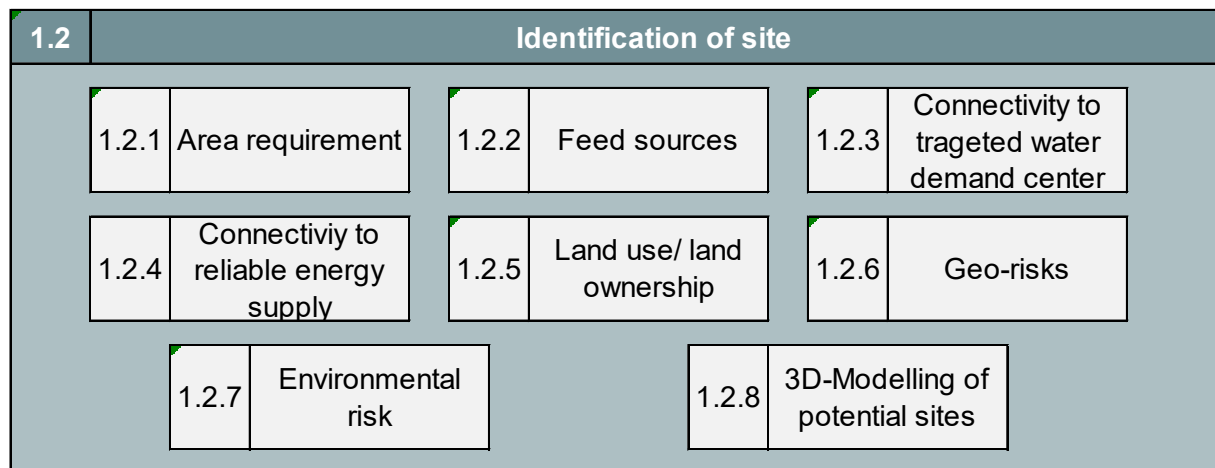 1.2 Identification of site
1.2.1 Area requirement
1.2.2 Feed sources
1.2.3 Connectivity to
trageted water
demand center
1.2.4 Connectiviy to
reliable energy
supply
1.2.5 Land use/ land
ownership
1.2.6 Geo-risks
1.2.7 Environmental
risk
1.2.8 3D-Modelling of
potential sites